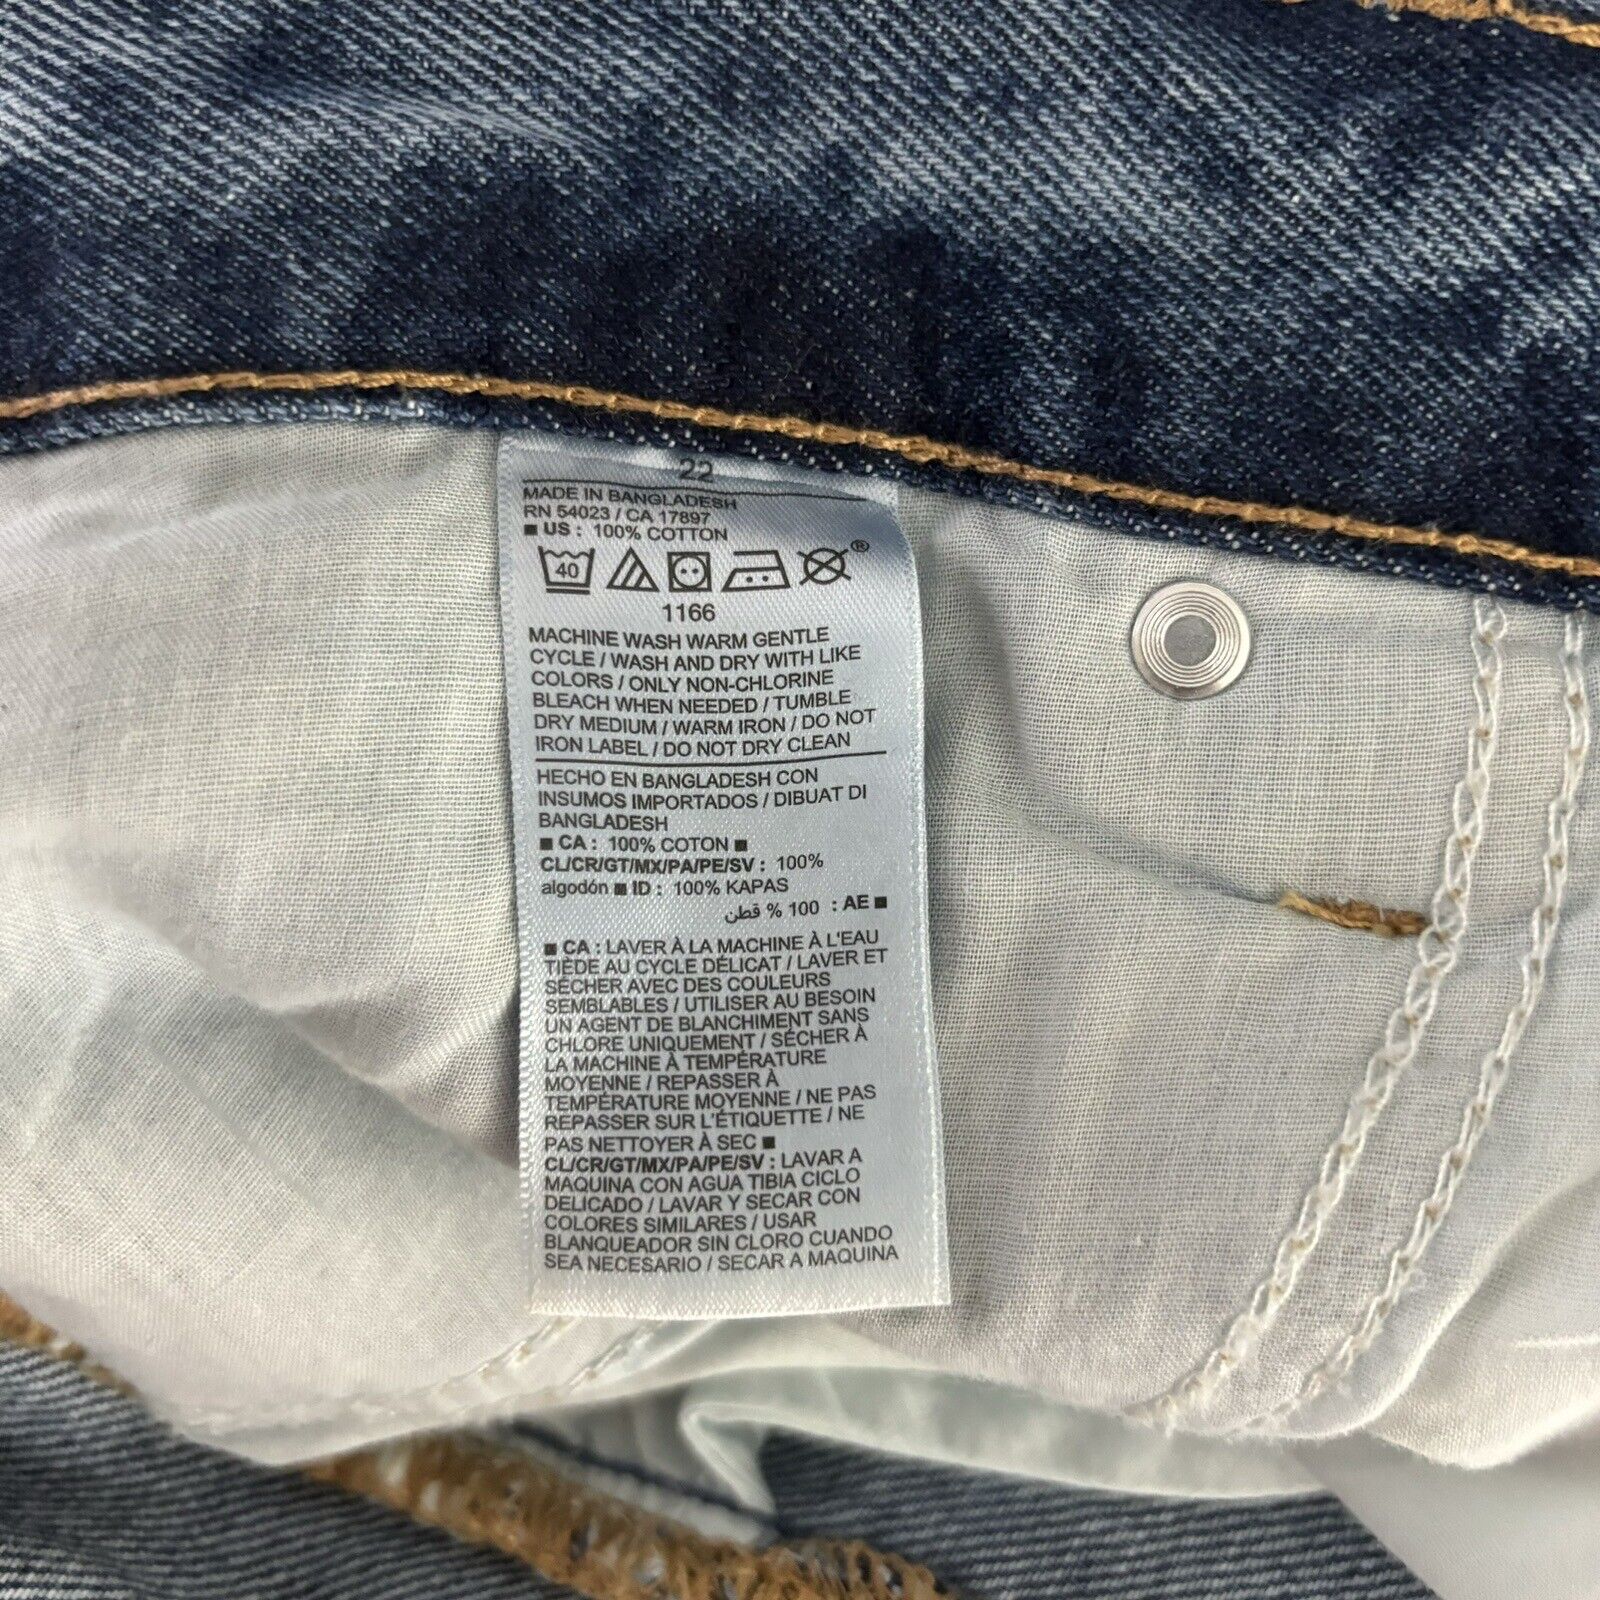 22
MADE IN BANGLADESH
RN 54023 / CA 17897
■ US : 100% COTTON
40 ®
1166
MACHINE WASH WARM GENTLE
CYCLE / WASH AND DRY WITH LIKE
COLORS / ONLY NON-CHLORINE
BLEACH WHEN NEEDED / TUMBLE
DRY MEDIUM / WARM IRON / DO NOT
IRON LABEL / DO NOT DRY CLEAN
HECHO EN BANGLADESH CON
INSUMOS IMPORTADOS / DIBUAT DI
BANGLADESH
■ CA : 100% COTON ■
CL/CR/GT/MX/PA/PE/SV : 100%
algodón ■ ID : 100% KAPAS
■ AE : 100 % قطن
■ CA : LAVER À LA MACHINE À L'EAU
TIÈDE AU CYCLE DÉLICAT / LAVER ET
SÉCHER AVEC DES COULEURS
SEMBLABLES / UTILISER AU BESOIN
UN AGENT DE BLANCHIMENT SANS
CHLORE UNIQUEMENT / SÉCHER À
LA MACHINE À TEMPÉRATURE
MOYENNE / REPASSER À
TEMPÉRATURE MOYENNE / NE PAS
REPASSER SUR L'ÉTIQUETTE / NE
PAS NETTOYER À SEC ■
CL/CR/GT/MX/PA/PE/SV : LAVAR A
MAQUINA CON AGUA TIBIA CICLO
DELICADO / LAVAR Y SECAR CON
COLORES SIMILARES / USAR
BLANQUEADOR SIN CLORO CUANDO
SEA NECESARIO / SECAR A MAQUINA